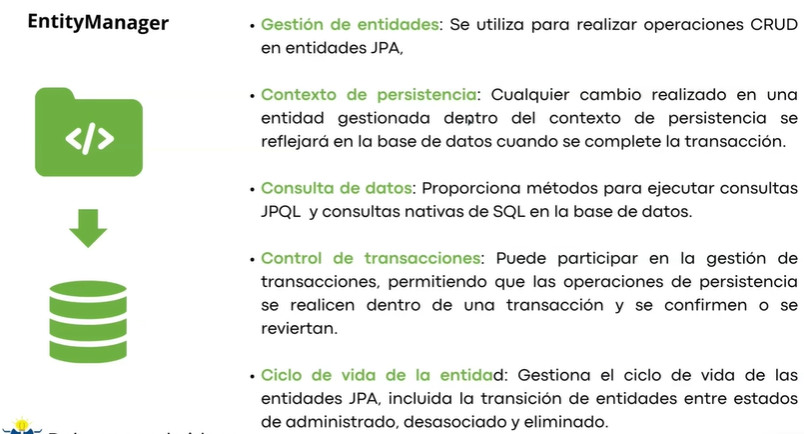 EntityManager
• Gestión de entidades: Se utiliza para realizar operaciones CRUD
en entidades JPA,
• Contexto de persistencia: Cualquier cambio realizado en una
entidad gestionada dentro del contexto de persistencia se
reflejará en la base de datos cuando se complete la transacción.
</>
• Consulta de datos: Proporciona métodos para ejecutar consultas
JPQL y consultas nativas de SQL en la base de datos.
• Control de transacciones: Puede participar en la gestión de
transacciones, permitiendo que las operaciones de persistencia
se realicen dentro de una transacción y se confirmen o se
reviertan.
• Ciclo de vida de la entidad: Gestiona el ciclo de vida de las
entidades JPA, incluida la transición de entidades entre estados
de administrado, desasociado y eliminado.